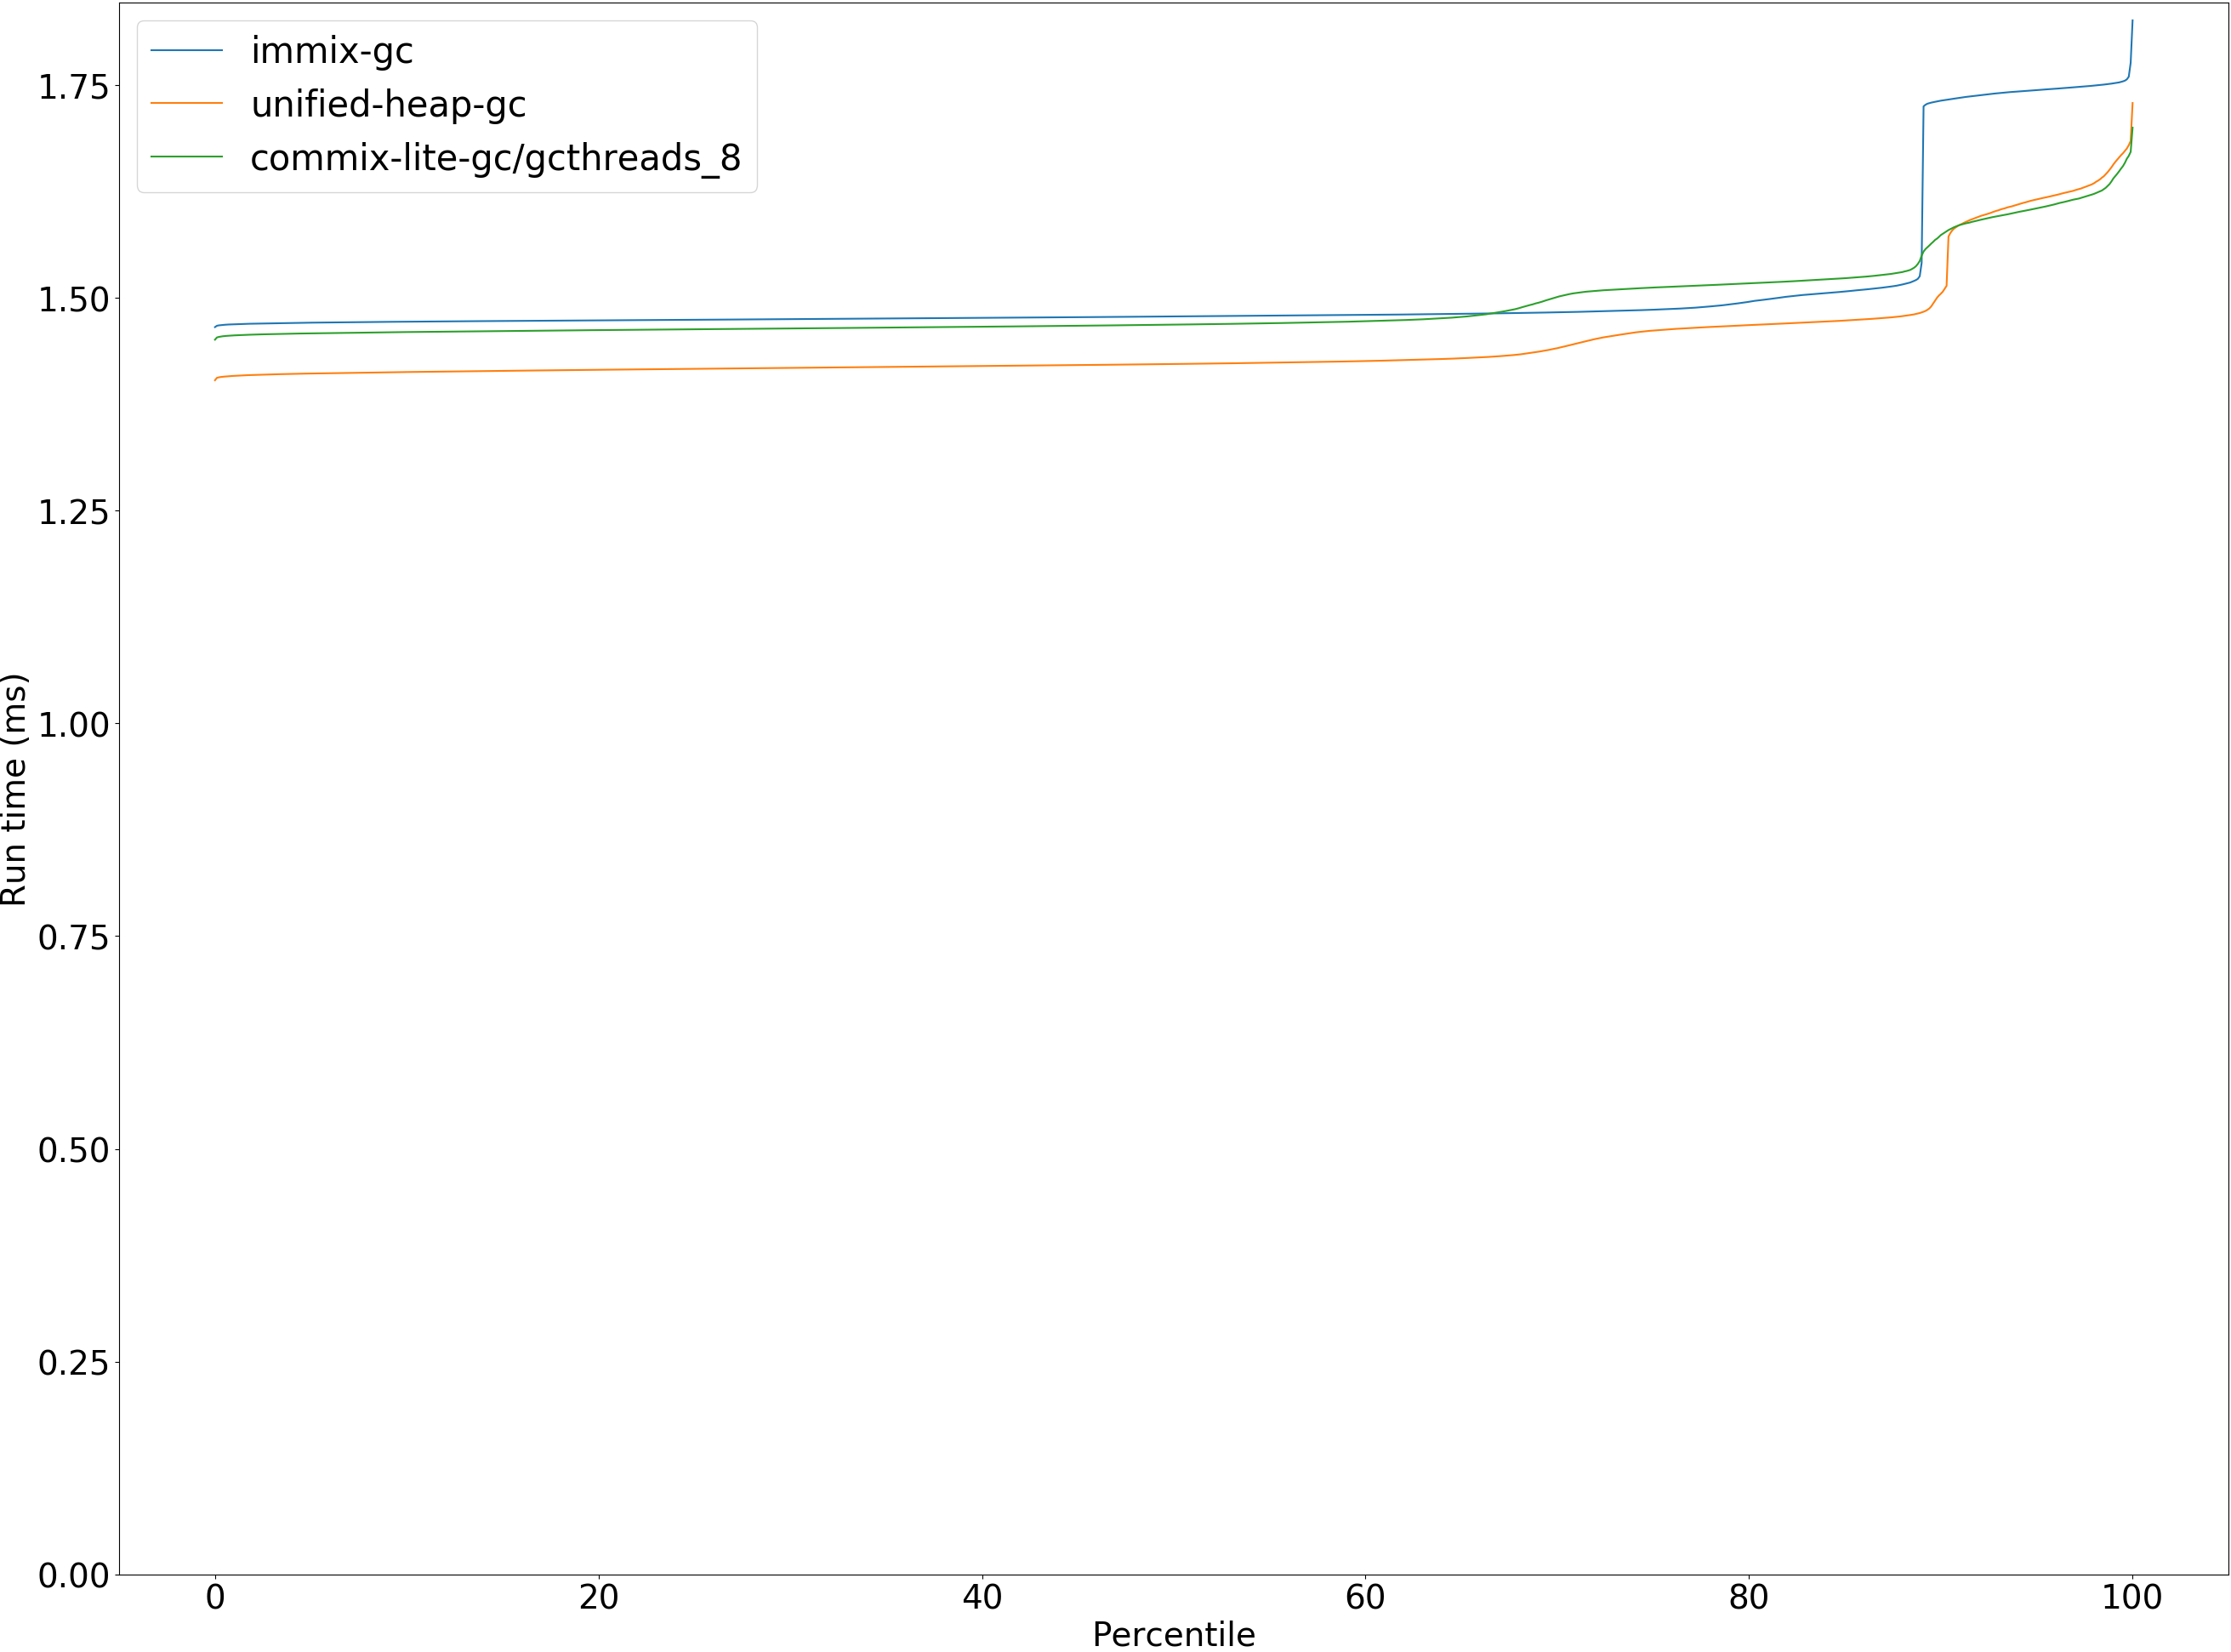 immix-gc
unified-heap-gc
commix-lite-gc/gcthreads_8
1.75
1.50
1.25
1.00
0.75
0.50
0.25
0.00
Run time (ms)
0 20 40 60 80 100
Percentile